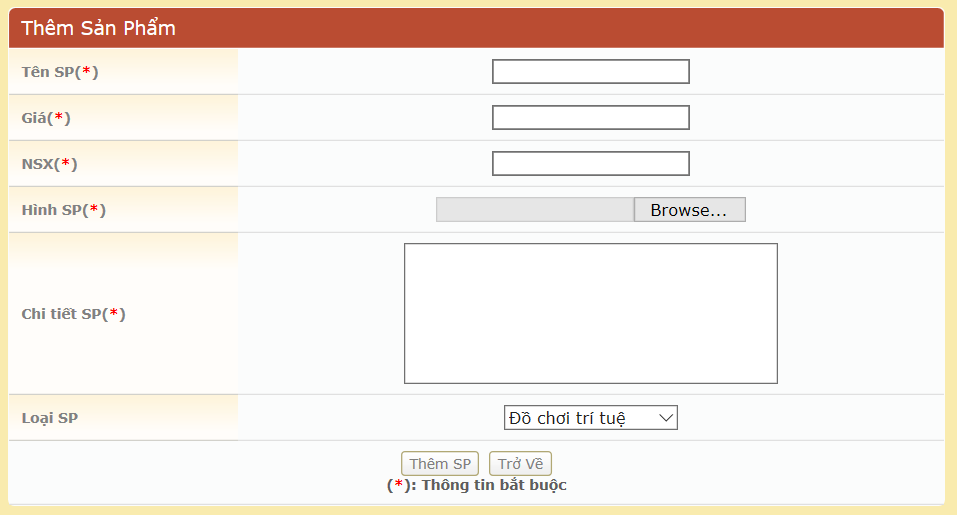 Thêm Sản Phẩm
Tên SP(*)
Giá(*)
NSX(*)
Hình SP(*)
Browse...
Chi tiết SP(*)
Loại SP
Đồ chơi trí tuệ
Thêm SP Trở Về
(*): Thông tin bắt buộc